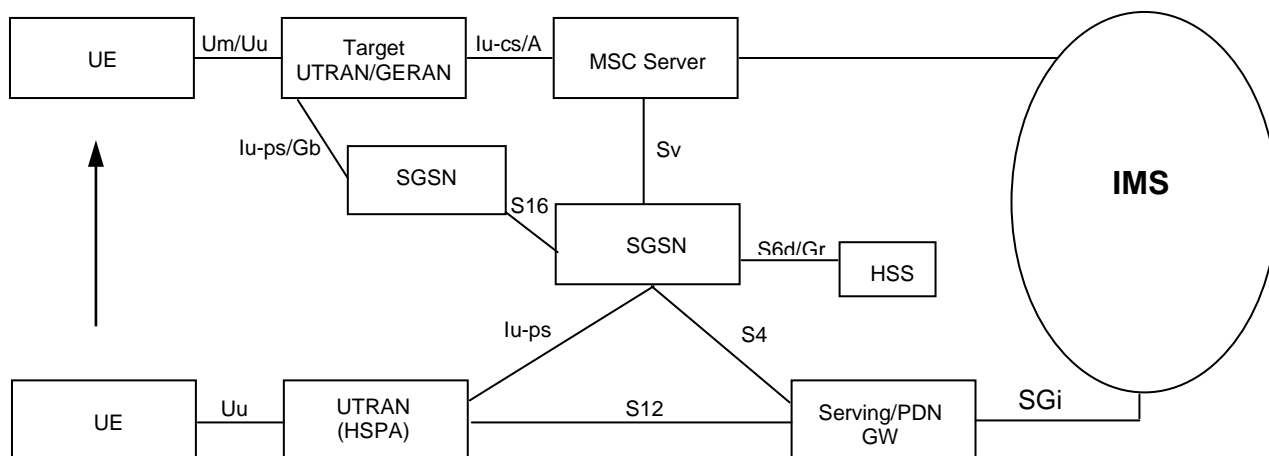 UE
Um/Uu
Target
UTRAN/GERAN
Iu-cs/A
MSC Server
Iu-ps/Gb
SGSN
S16
Sv
IMS
SGSN
S6d/Gr
HSS
Iu-ps
S4
UE
Uu
UTRAN
(HSPA)
S12
Serving/PDN
GW
SGi